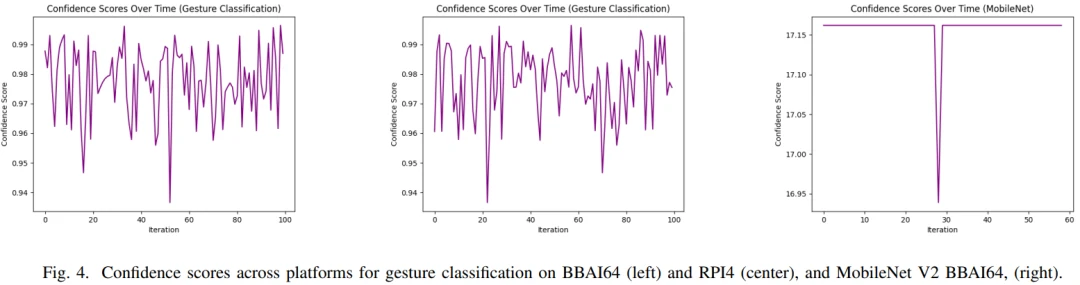 Confidence Scores Over Time (Gesture Classification)
Confidence Score
0.99
0.98
0.97
0.96
0.95
0.94
0 20 40 60 80 100
Iteration
Confidence Scores Over Time (Gesture Classification)
Confidence Score
0.99
0.98
0.97
0.96
0.95
0.94
0 20 40 60 80 100
Iteration
Confidence Scores Over Time (MobileNet)
Confidence Score
17.15
17.10
17.05
17.00
16.95
0 10 20 30 40 50 60
Iteration
Fig. 4. Confidence scores across platforms for gesture classification on BBAI64 (left) and RPI4 (center), and MobileNet V2 BBAI64, (right).